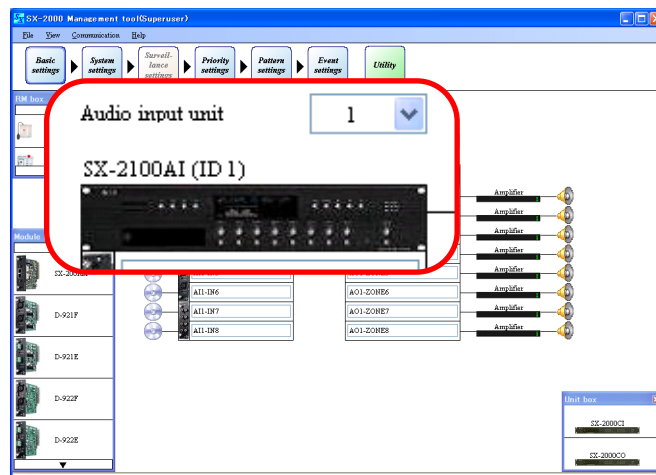 SX-2000 Management tool(Superuser)
File View Communication Help
Basic settings
System settings
Surveil-lance settings
Priority settings
Pattern settings
Event settings
Utility
RM box
Audio input unit 1
SX-2100AI (ID 1)
Amplifier
Amplifier
Amplifier
Amplifier
Amplifier
AI1-IN6 AO1-ZONE6 Amplifier
AI1-IN7 AO1-ZONE7 Amplifier
AI1-IN8 AO1-ZONE8 Amplifier
Module
D-921F
D-921E
D-922F
D-922E
Unit box
SX-2000CI
SX-2000CO